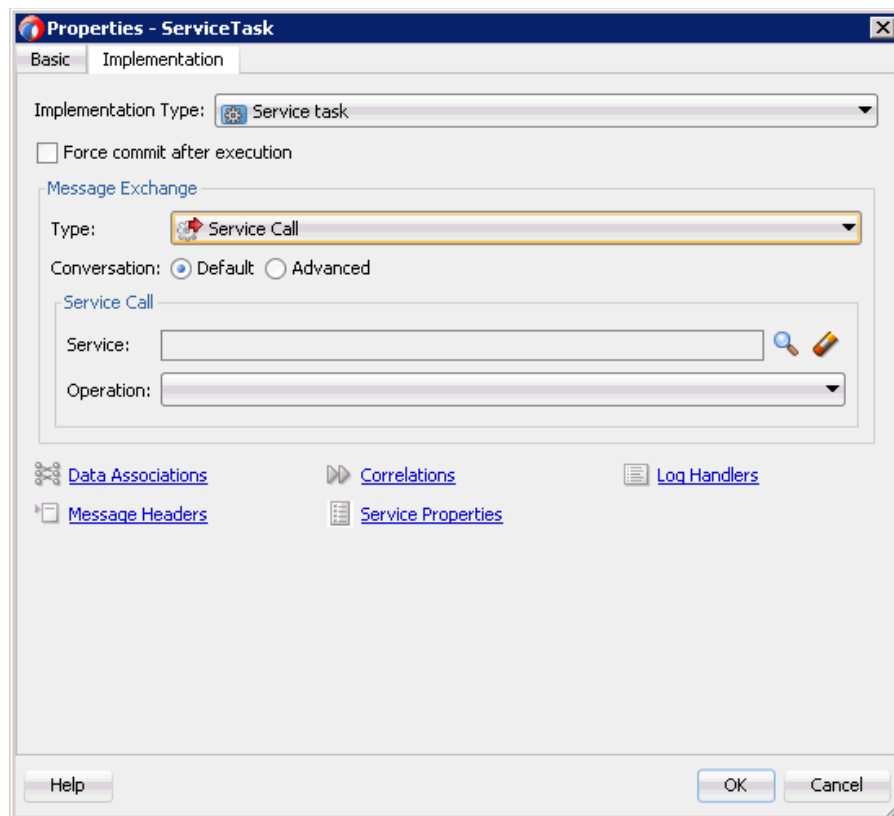 Properties - ServiceTask
Basic Implementation
Implementation Type: Service task
Force commit after execution
Message Exchange
Type: Service Call
Conversation: Default Advanced
Service Call
Service:
Operation:
Data Associations Correlations Log Handlers
Message Headers Service Properties
Help OK Cancel